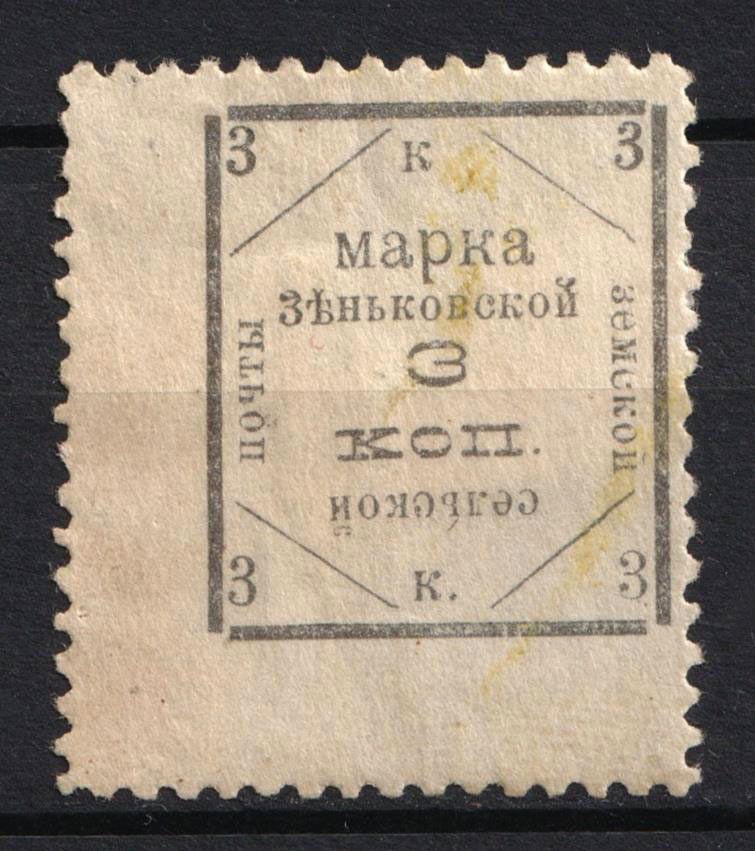 3 К 3
Марка
Зѣньковской
земской
почты
3
КОП.
сельской
3 К. 3